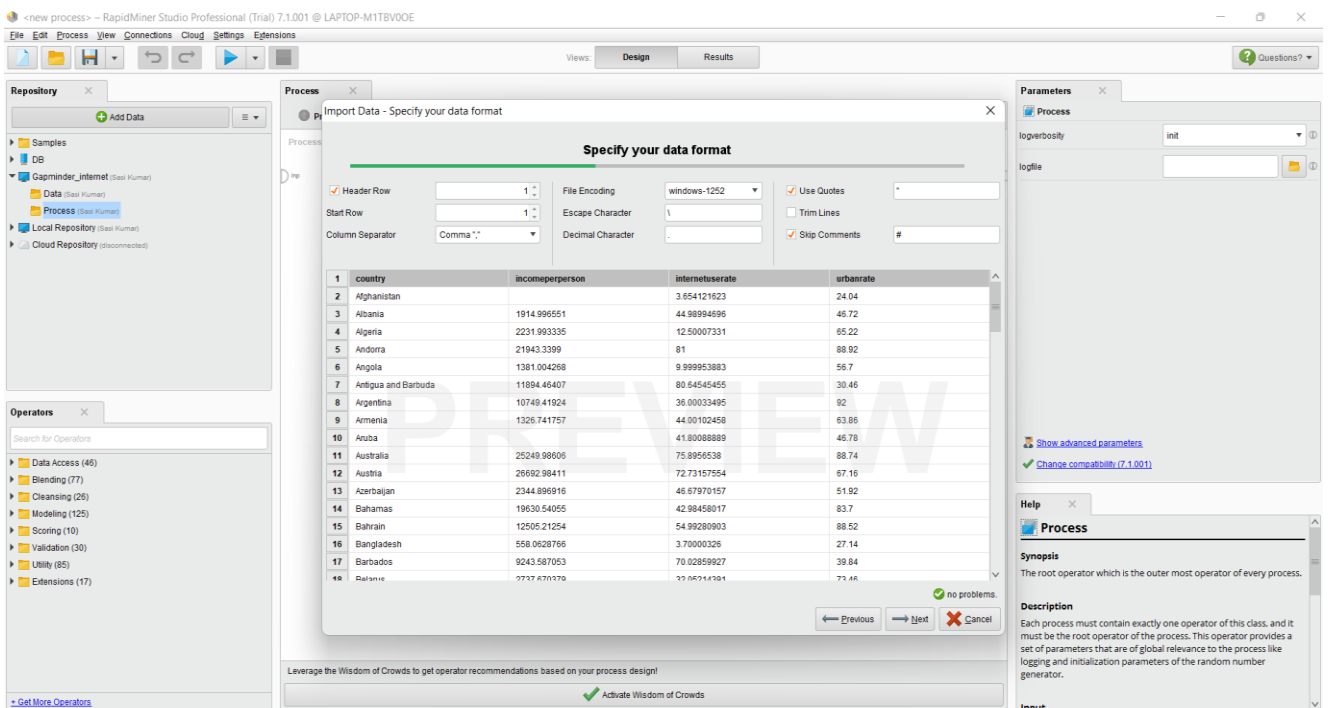 <new process> – RapidMiner Studio Professional (Trial) 7.1.001 @ LAPTOP-M1TBV0OE
File Edit Process View Connections Cloud Settings Extensions
Views: Design Results
Questions?
Repository
Add Data
Samples
DB
Gapminder_internet (Sasi Kumar)
Data (Sasi Kumar)
Process (Sasi Kumar)
Local Repository (Sasi Kumar)
Cloud Repository (disconnected)
Operators
Search for Operators
Data Access (46)
Blending (77)
Cleansing (26)
Modeling (125)
Scoring (10)
Validation (30)
Utility (85)
Extensions (17)
+ Get More Operators
Process
Pr
Process
inp
Import Data - Specify your data format
Specify your data format
Header Row 1 File Encoding windows-1252 Use Quotes "
Start Row 1 Escape Character \ Trim Lines
Column Separator Comma "," Decimal Character . Skip Comments #
1 country incomeperperson internetuserate urbanrate
2 Afghanistan 3.654121623 24.04
3 Albania 1914.996551 44.98994696 46.72
4 Algeria 2231.993335 12.50007331 65.22
5 Andorra 21943.3399 81 88.92
6 Angola 1381.004268 9.999953883 56.7
7 Antigua and Barbuda 11894.46407 80.64545455 30.46
8 Argentina 10749.41924 36.00033495 92
9 Armenia 1326.741757 44.00102458 63.86
10 Aruba 41.80088889 46.78
11 Australia 25249.98606 75.8956538 88.74
12 Austria 26692.98411 72.73157554 67.16
13 Azerbaijan 2344.896916 46.67970157 51.92
14 Bahamas 19630.54055 42.98458017 83.7
15 Bahrain 12505.21254 54.99280903 88.52
16 Bangladesh 558.0628766 3.70000326 27.14
17 Barbados 9243.587053 70.02859927 39.84
18 Belarus 2737.670379 32.05214391 73.46
PREVIEW
no problems.
Previous Next Cancel
Leverage the Wisdom of Crowds to get operator recommendations based on your process design!
Activate Wisdom of Crowds
Parameters
Process
logverbosity init
logfile
Show advanced parameters
Change compatibility (7.1.001)
Help
Process
Synopsis
The root operator which is the outer most operator of every process.
Description
Each process must contain exactly one operator of this class, and it
must be the root operator of the process. This operator provides a
set of parameters that are of global relevance to the process like
logging and initialization parameters of the random number
generator.
Input